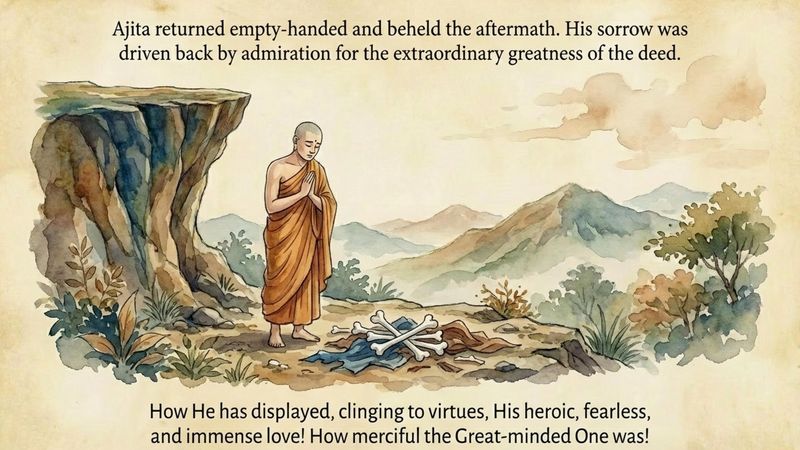 Ajita returned empty-handed and beheld the aftermath. His sorrow was
driven back by admiration for the extraordinary greatness of the deed.
How He has displayed, clinging to virtues, His heroic, fearless,
and immense love! How merciful the Great-minded One was!